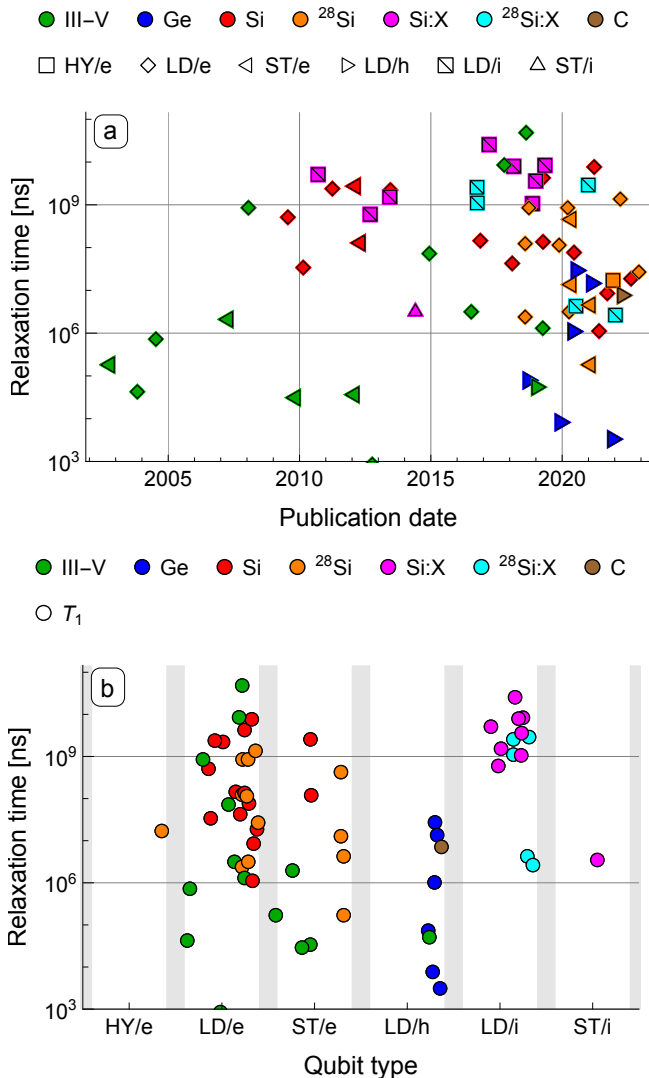 III–V Ge Si ²⁸Si Si:X ²⁸Si:X C
HY/e LD/e ST/e LD/h LD/i ST/i
a
Relaxation time [ns]
10⁹
10⁶
10³
2005 2010 2015 2020
Publication date
III–V Ge Si ²⁸Si Si:X ²⁸Si:X C
T₁
b
Relaxation time [ns]
10⁹
10⁶
10³
HY/e LD/e ST/e LD/h LD/i ST/i
Qubit type